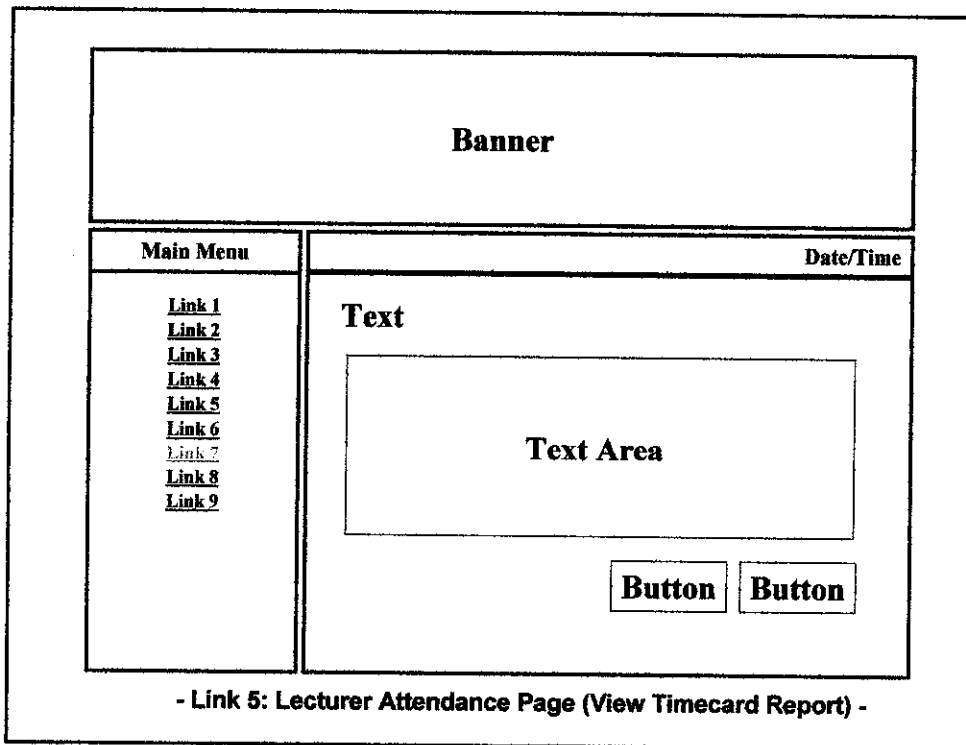 Banner
Main Menu
Date/Time
Link 1
Link 2
Link 3
Link 4
Link 5
Link 6
Link 7
Link 8
Link 9
Text
Text Area
Button Button
- Link 5: Lecturer Attendance Page (View Timecard Report) -